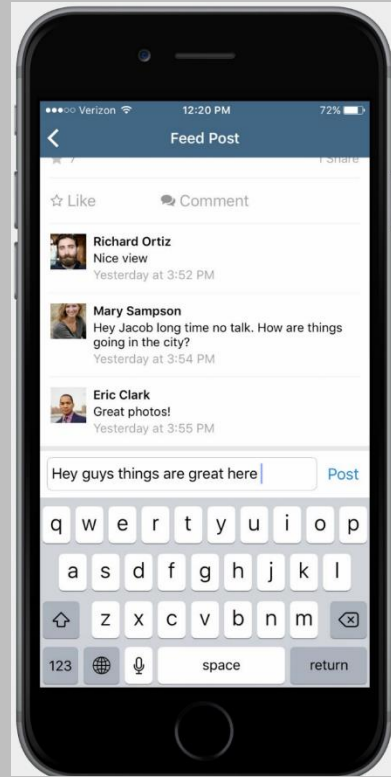 Verizon 12:20 PM 72%
Feed Post
7 1 Share
Like Comment
Richard Ortiz
Nice view
Yesterday at 3:52 PM
Mary Sampson
Hey Jacob long time no talk. How are things
going in the city?
Yesterday at 3:54 PM
Eric Clark
Great photos!
Yesterday at 3:55 PM
Hey guys things are great here Post
q w e r t y u i o p
a s d f g h j k l
z x c v b n m
123 space return